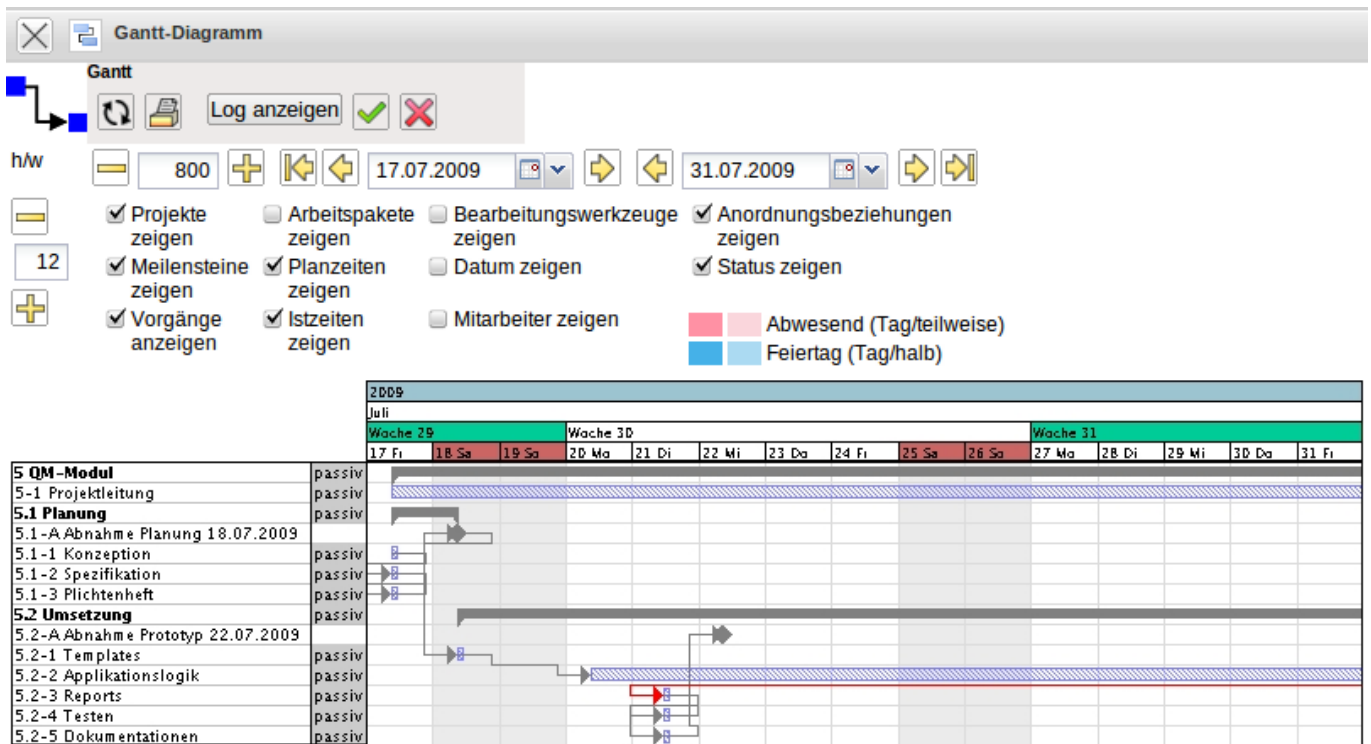 Gantt-Diagramm
Gantt
Log anzeigen
h/w
800 17.07.2009 31.07.2009
12
Projekte zeigen
Arbeitspakete zeigen
Bearbeitungswerkzeuge zeigen
Anordnungsbeziehungen zeigen
Meilensteine zeigen
Planzeiten zeigen
Datum zeigen
Status zeigen
Vorgänge anzeigen
Istzeiten zeigen
Mitarbeiter zeigen
Abwesend (Tag/teilweise)
Feiertag (Tag/halb)
2009
Juli
Woche 29 Woche 30 Woche 31
17 Fr 18 Sa 19 So 20 Mo 21 Di 22 Mi 23 Do 24 Fr 25 Sa 26 So 27 Mo 28 Di 29 Mi 30 Do 31 Fr
5 QM-Modul passiv
5-1 Projektleitung passiv
5.1 Planung passiv
5.1-A Abnahme Planung 18.07.2009
5.1-1 Konzeption passiv
5.1-2 Spezifikation passiv
5.1-3 Plichtenheft passiv
5.2 Umsetzung passiv
5.2-A Abnahme Prototyp 22.07.2009
5.2-1 Templates passiv
5.2-2 Applikationslogik passiv
5.2-3 Reports passiv
5.2-4 Testen passiv
5.2-5 Dokumentationen passiv